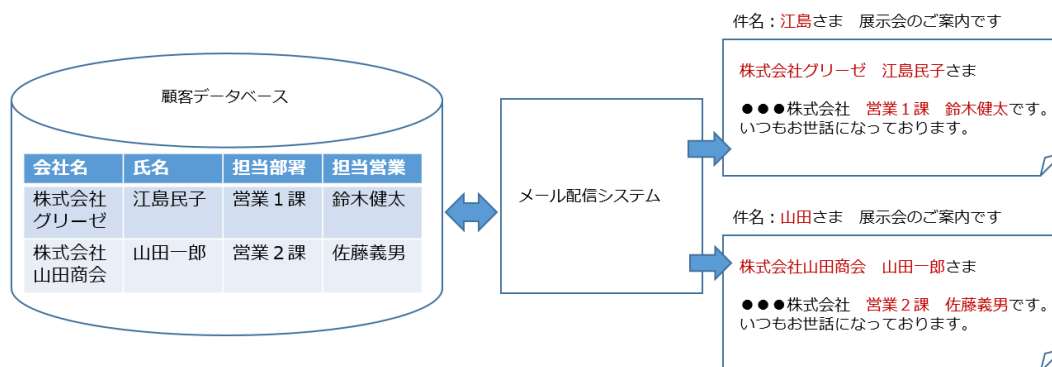 顧客データベース
会社名 氏名 担当部署 担当営業
株式会社 江島民子 営業1課 鈴木健太
グリーゼ
株式会社 山田一郎 営業2課 佐藤義男
山田商会
メール配信システム
件名：江島さま　展示会のご案内です
株式会社グリーゼ　江島民子さま
●●●株式会社　営業1課　鈴木健太です。
いつもお世話になっております。
件名：山田さま　展示会のご案内です
株式会社山田商会　山田一郎さま
●●●株式会社　営業2課　佐藤義男です。
いつもお世話になっております。